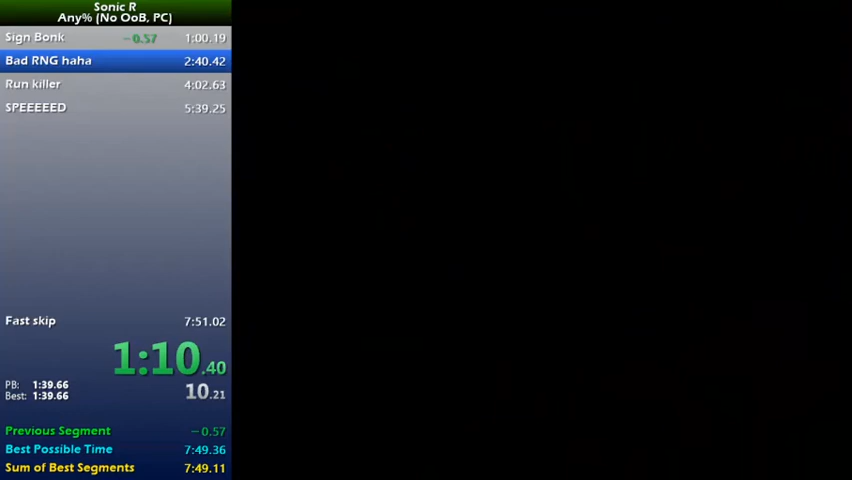 Sonic R
Any% (No OoB, PC)
Sign Bonk −0.57 1:00.19
Bad RNG haha 2:40.42
Run killer 4:02.63
SPEEEEED 5:39.25
Fast skip 7:51.02
1:10.40
PB: 1:39.66
Best: 1:39.66
10.21
Previous Segment −0.57
Best Possible Time 7:49.36
Sum of Best Segments 7:49.11